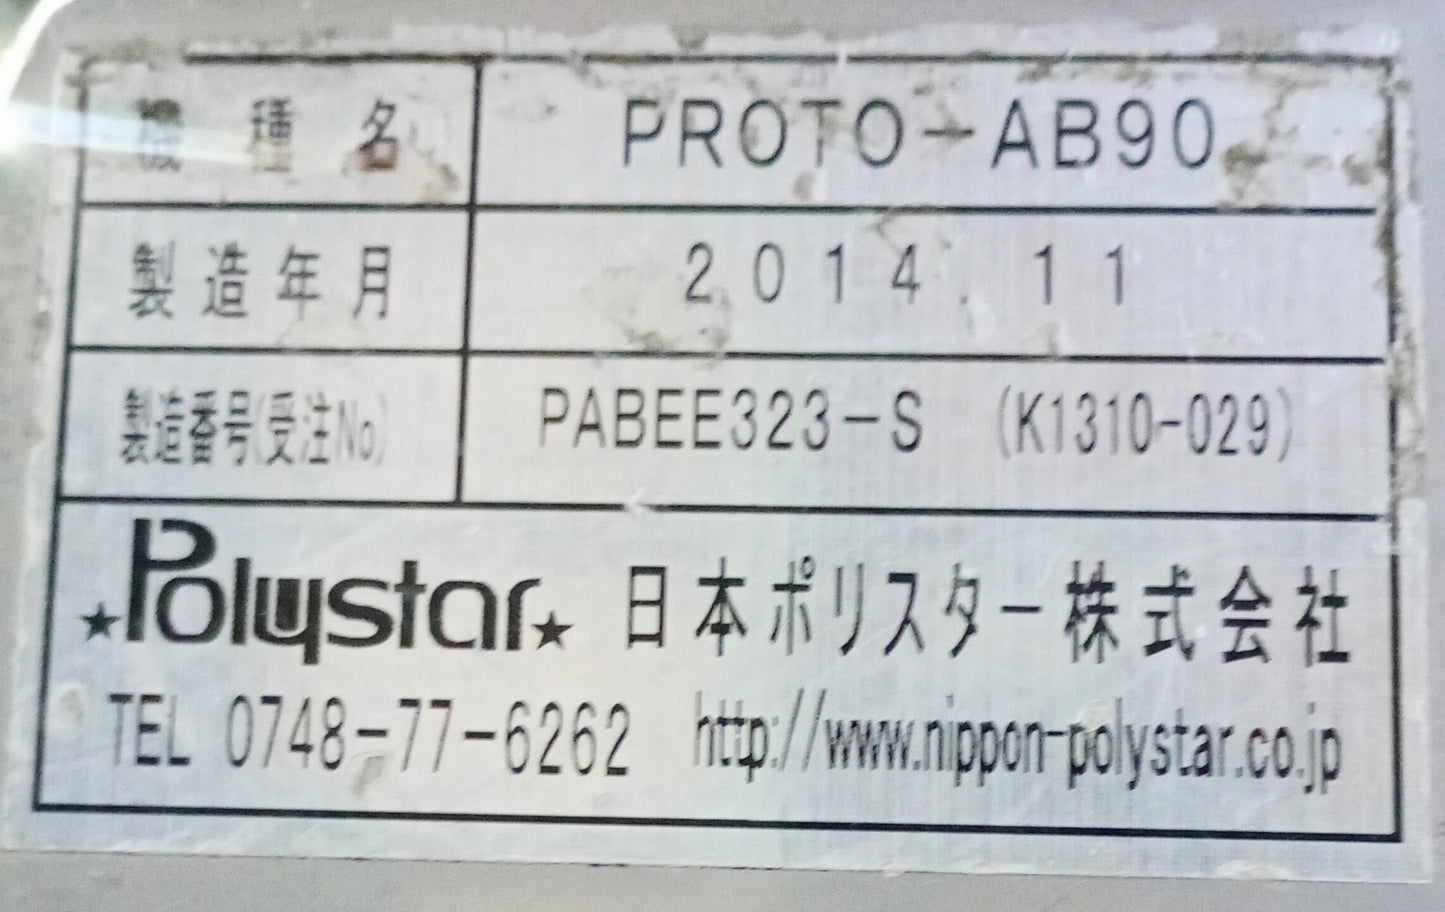 機種名 PROTO-AB90
製造年月 2014.11
製造番号(受注No) PABEE323-S (K1310-029)
★Polystar★ 日本ポリスター株式会社
TEL 0748-77-6262 http://www.nippon-polystar.co.jp